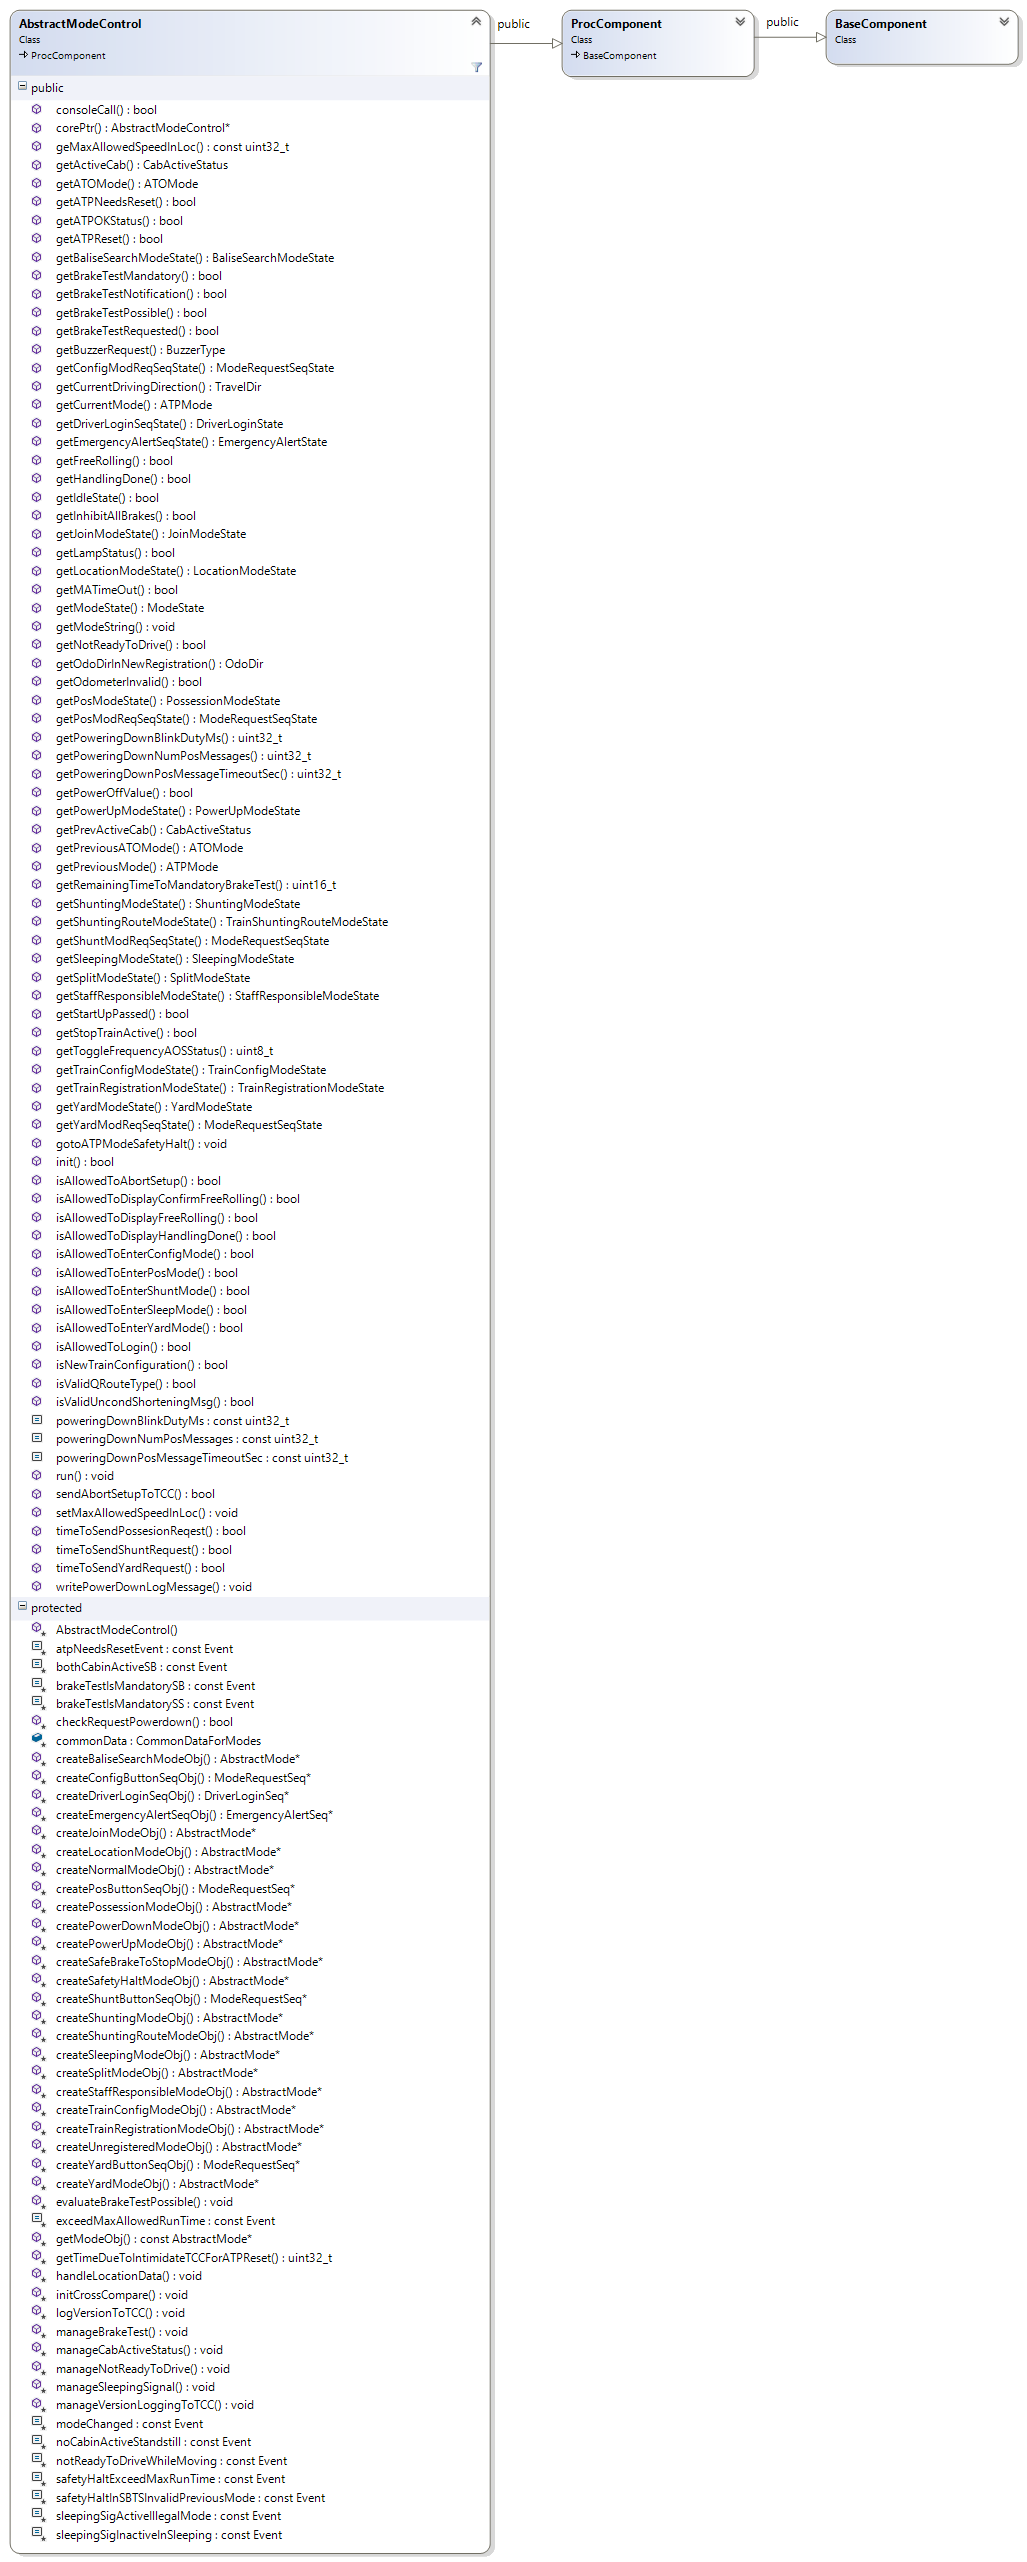 AbstractModeControl
Class
ProcComponent
public
ProcComponent
Class
BaseComponent
public
BaseComponent
Class
public
consoleCall() : bool
corePtr() : AbstractModeControl*
geMaxAllowedSpeedInLoc() : const uint32_t
getActiveCab() : CabActiveStatus
getATOMode() : ATOMode
getATPNeedsReset() : bool
getATPOKStatus() : bool
getATPReset() : bool
getBaliseSearchModeState() : BaliseSearchModeState
getBrakeTestMandatory() : bool
getBrakeTestNotification() : bool
getBrakeTestPossible() : bool
getBrakeTestRequested() : bool
getBuzzerRequest() : BuzzerType
getConfigModReqSeqState() : ModeRequestSeqState
getCurrentDrivingDirection() : TravelDir
getCurrentMode() : ATPMode
getDriverLoginSeqState() : DriverLoginState
getEmergencyAlertSeqState() : EmergencyAlertState
getFreeRolling() : bool
getHandlingDone() : bool
getIdleState() : bool
getInhibitAllBrakes() : bool
getJoinModeState() : JoinModeState
getLampStatus() : bool
getLocationModeState() : LocationModeState
getMATimeOut() : bool
getModeState() : ModeState
getModeString() : void
getNotReadyToDrive() : bool
getOdoDirInNewRegistration() : OdoDir
getOdometerInvalid() : bool
getPosModeState() : PossessionModeState
getPosModReqSeqState() : ModeRequestSeqState
getPoweringDownBlinkDutyMs() : uint32_t
getPoweringDownNumPosMessages() : uint32_t
getPoweringDownPosMessageTimeoutSec() : uint32_t
getPowerOffValue() : bool
getPowerUpModeState() : PowerUpModeState
getPrevActiveCab() : CabActiveStatus
getPreviousATOMode() : ATOMode
getPreviousMode() : ATPMode
getRemainingTimeToMandatoryBrakeTest() : uint16_t
getShuntingModeState() : ShuntingModeState
getShuntingRouteModeState() : TrainShuntingRouteModeState
getShuntModReqSeqState() : ModeRequestSeqState
getSleepingModeState() : SleepingModeState
getSplitModeState() : SplitModeState
getStaffResponsibleModeState() : StaffResponsibleModeState
getStartUpPassed() : bool
getStopTrainActive() : bool
getToggleFrequencyAOSStatus() : uint8_t
getTrainConfigModeState() : TrainConfigModeState
getTrainRegistrationModeState() : TrainRegistrationModeState
getYardModeState() : YardModeState
getYardModReqSeqState() : ModeRequestSeqState
gotoATPModeSafetyHalt() : void
init() : bool
isAllowedToAbortSetup() : bool
isAllowedToDisplayConfirmFreeRolling() : bool
isAllowedToDisplayFreeRolling() : bool
isAllowedToDisplayHandlingDone() : bool
isAllowedToEnterConfigMode() : bool
isAllowedToEnterPosMode() : bool
isAllowedToEnterShuntMode() : bool
isAllowedToEnterSleepMode() : bool
isAllowedToEnterYardMode() : bool
isAllowedToLogin() : bool
isNewTrainConfiguration() : bool
isValidQRouteType() : bool
isValidUncondShorteningMsg() : bool
poweringDownBlinkDutyMs : const uint32_t
poweringDownNumPosMessages : const uint32_t
poweringDownPosMessageTimeoutSec : const uint32_t
run() : void
sendAbortSetupToTCC() : bool
setMaxAllowedSpeedInLoc() : void
timeToSendPossesionReqest() : bool
timeToSendShuntRequest() : bool
timeToSendYardRequest() : bool
writePowerDownLogMessage() : void
protected
AbstractModeControl()
atpNeedsResetEvent : const Event
bothCabinActiveSB : const Event
brakeTestIsMandatorySB : const Event
brakeTestIsMandatorySS : const Event
checkRequestPowerdown() : bool
commonData : CommonDataForModes
createBaliseSearchModeObj() : AbstractMode*
createConfigButtonSeqObj() : ModeRequestSeq*
createDriverLoginSeqObj() : DriverLoginSeq*
createEmergencyAlertSeqObj() : EmergencyAlertSeq*
createJoinModeObj() : AbstractMode*
createLocationModeObj() : AbstractMode*
createNormalModeObj() : AbstractMode*
createPosButtonSeqObj() : ModeRequestSeq*
createPossessionModeObj() : AbstractMode*
createPowerDownModeObj() : AbstractMode*
createPowerUpModeObj() : AbstractMode*
createSafeBrakeToStopModeObj() : AbstractMode*
createSafetyHaltModeObj() : AbstractMode*
createShuntButtonSeqObj() : ModeRequestSeq*
createShuntingModeObj() : AbstractMode*
createShuntingRouteModeObj() : AbstractMode*
createSleepingModeObj() : AbstractMode*
createSplitModeObj() : AbstractMode*
createStaffResponsibleModeObj() : AbstractMode*
createTrainConfigModeObj() : AbstractMode*
createTrainRegistrationModeObj() : AbstractMode*
createUnregisteredModeObj() : AbstractMode*
createYardButtonSeqObj() : ModeRequestSeq*
createYardModeObj() : AbstractMode*
evaluateBrakeTestPossible() : void
exceedMaxAllowedRunTime : const Event
getModeObj() : const AbstractMode*
getTimeDueToIntimidateTCCForATPReset() : uint32_t
handleLocationData() : void
initCrossCompare() : void
logVersionToTCC() : void
manageBrakeTest() : void
manageCabActiveStatus() : void
manageNotReadyToDrive() : void
manageSleepingSignal() : void
manageVersionLoggingToTCC() : void
modeChanged : const Event
noCabinActiveStandstill : const Event
notReadyToDriveWhileMoving : const Event
safetyHaltExceedMaxRunTime : const Event
safetyHaltInSBTSInvalidPreviousMode : const Event
sleepingSigActiveIllegalMode : const Event
sleepingSigInactiveInSleeping : const Event